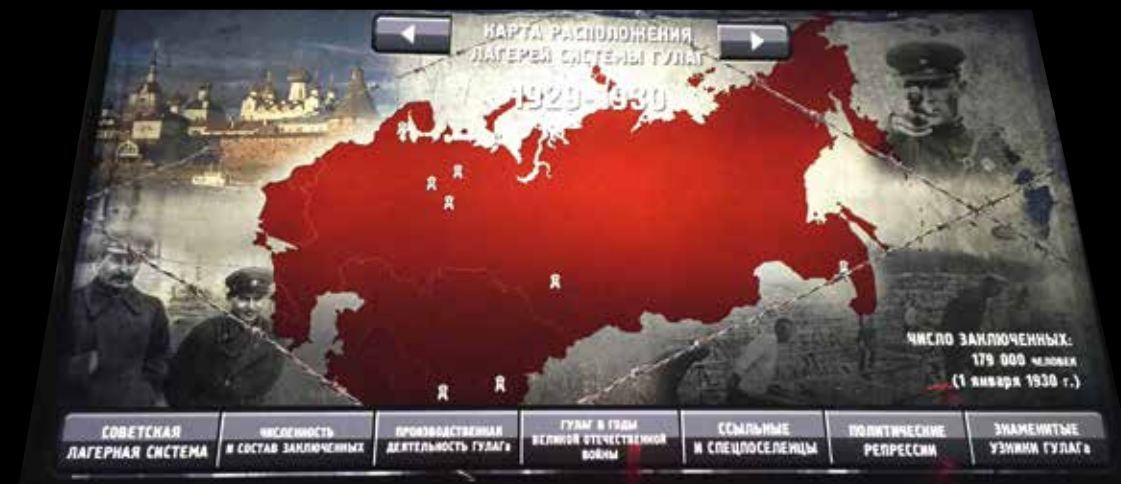 КАРТА РАСПОЛОЖЕНИЯ
ЛАГЕРЕЙ СИСТЕМЫ ГУЛАГ
1929-1930
ЧИСЛО ЗАКЛЮЧЕННЫХ:
179 000 человек
(1 января 1930 г.)
СОВЕТСКАЯ
ЛАГЕРНАЯ СИСТЕМА
ЧИСЛЕННОСТЬ
И СОСТАВ ЗАКЛЮЧЕННЫХ
ПРОИЗВОДСТВЕННАЯ
ДЕЯТЕЛЬНОСТЬ ГУЛАГа
ГУЛАГ В ГОДЫ
ВЕЛИКОЙ ОТЕЧЕСТВЕННОЙ
ВОЙНЫ
ССЫЛЬНЫЕ
И СПЕЦПОСЕЛЕНЦЫ
ПОЛИТИЧЕСКИЕ
РЕПРЕССИИ
ЗНАМЕНИТЫЕ
УЗНИКИ ГУЛАГа